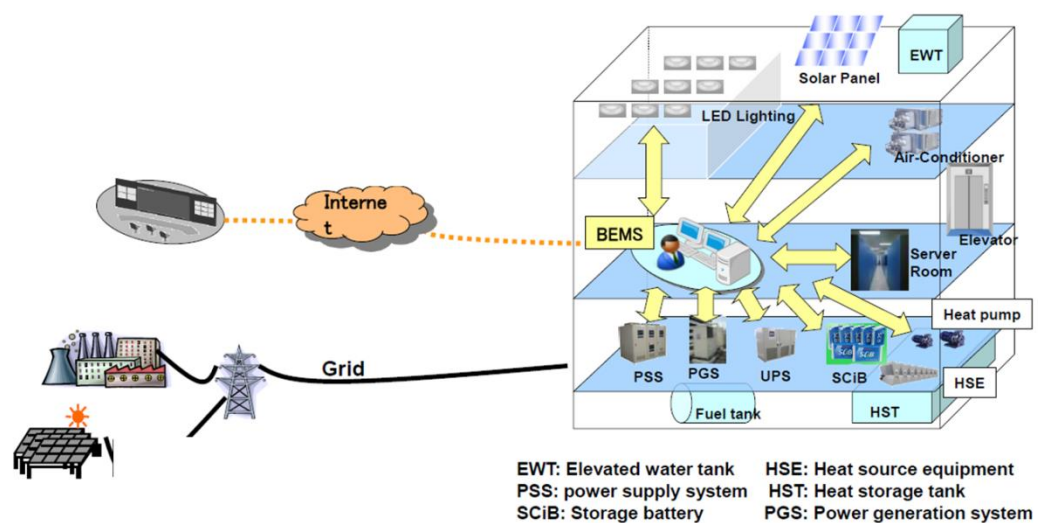 EWT
Solar Panel
LED Lighting
Air-Conditioner
Interne
t
BEMS
Elevator
Server
Room
Heat pump
Grid
PSS
PGS
UPS
SCiB
SCiB
HSE
Fuel tank
HST
EWT: Elevated water tank HSE: Heat source equipment
PSS: power supply system HST: Heat storage tank
SCiB: Storage battery PGS: Power generation system